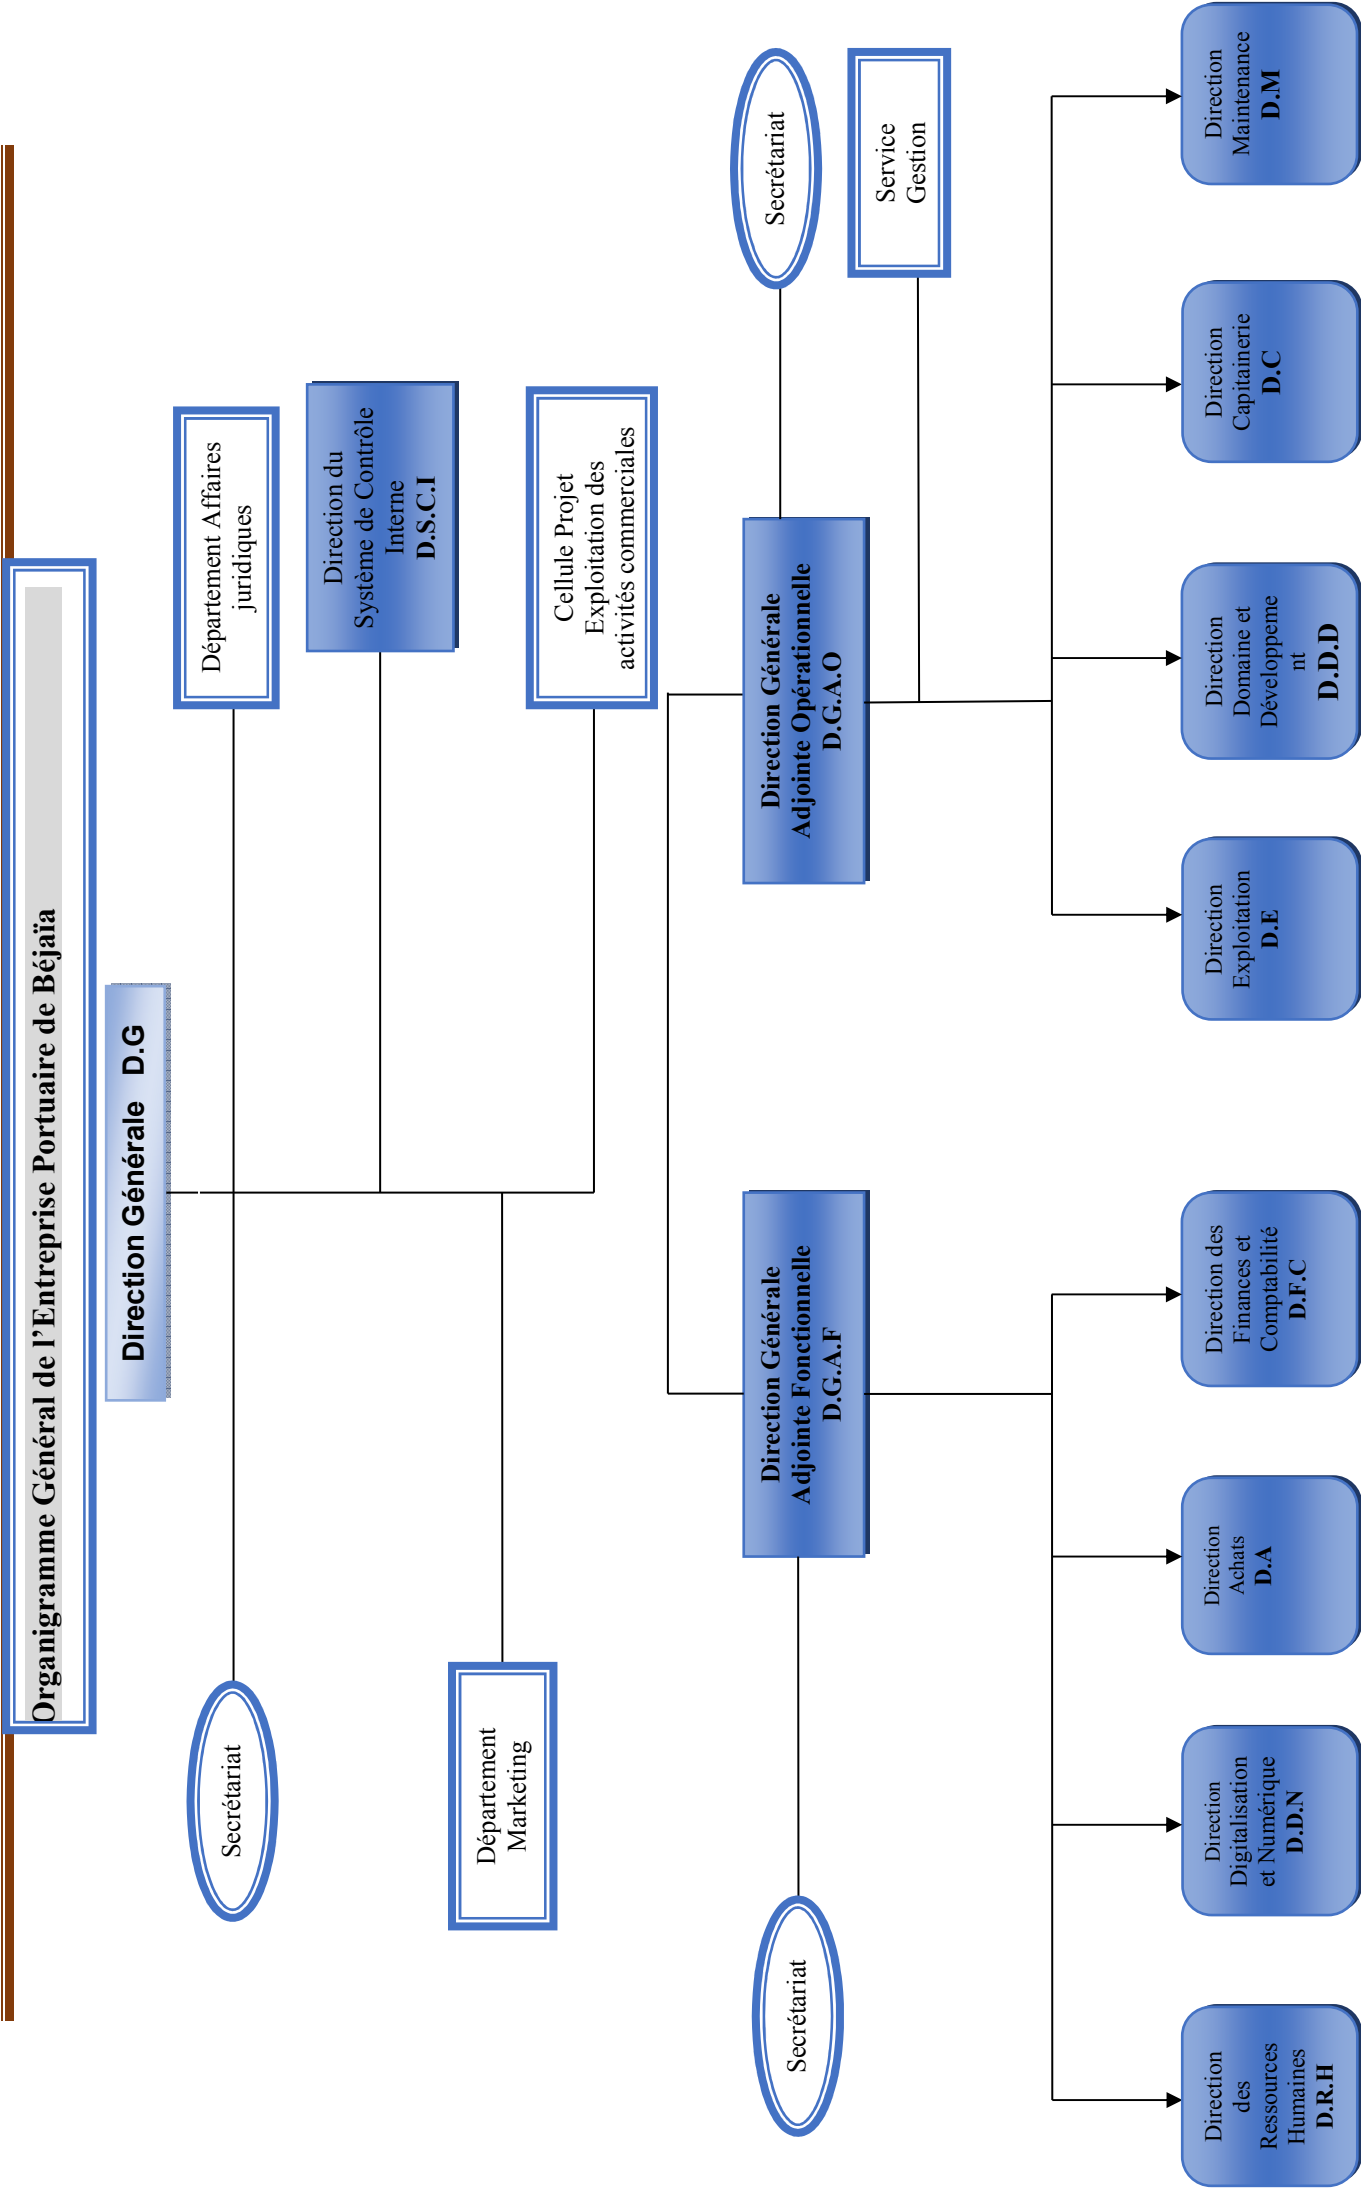 Organigramme Général de l'Entreprise Portuaire de Béjaïa
Direction Générale D.G
Secrétariat
Département Affaires
juridiques
Direction du
Système de Contrôle
Interne
D.S.C.I
Département
Marketing
Cellule Projet
Exploitation des
activités commerciales
Direction Générale
Adjointe Fonctionnelle
D.G.A.F
Secrétariat
Direction Générale
Adjointe Opérationnelle
D.G.A.O
Secrétariat
Service
Gestion
Direction
des
Ressources
Humaines
D.R.H
Direction
Digitalisation
et Numérique
D.D.N
Direction
Achats
D.A
Direction des
Finances et
Comptabilité
D.F.C
Direction
Exploitation
D.E
Direction
Domaine et
Développeme
nt
D.D.D
Direction
Capitainerie
D.C
Direction
Maintenance
D.M